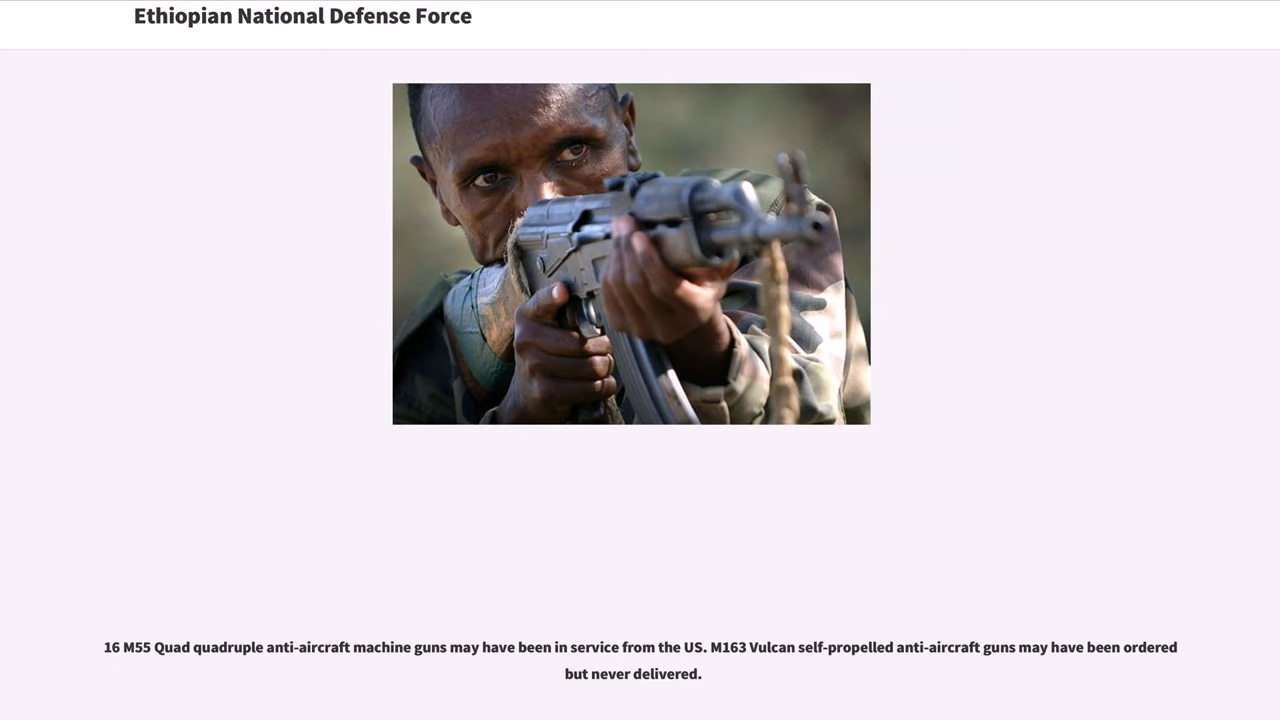 Ethiopian National Defense Force
16 M55 Quad quadruple anti-aircraft machine guns may have been in service from the US. M163 Vulcan self-propelled anti-aircraft guns may have been ordered
but never delivered.